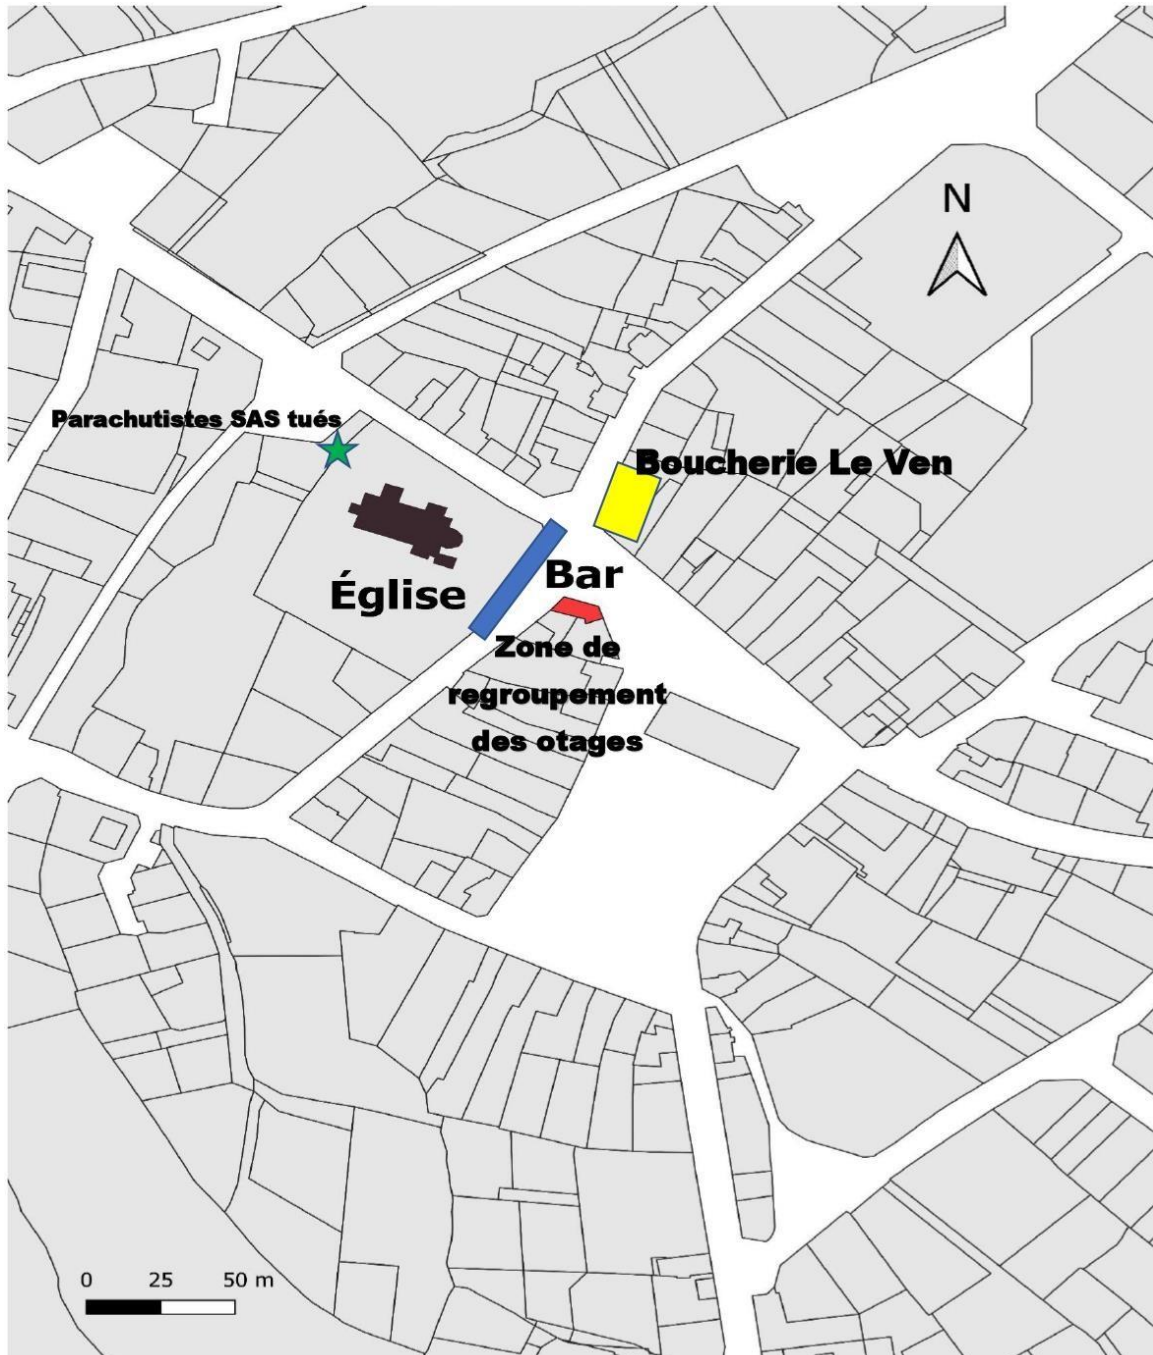 N
Parachutistes SAS tués
Boucherie Le Ven
Bar
Église
Zone de
regroupement
des otages
0 25 50 m